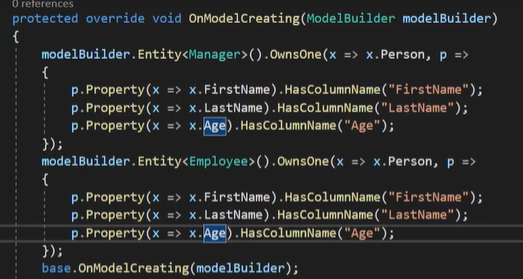 0 references
protected override void OnModelCreating(ModelBuilder modelBuilder)
{
modelBuilder.Entity<Manager>().OwnsOne(x => x.Person, p =>
{
p.Property(x => x.FirstName).HasColumnName("FirstName");
p.Property(x => x.LastName).HasColumnName("LastName");
p.Property(x => x.Age).HasColumnName("Age");
});
modelBuilder.Entity<Employee>().OwnsOne(x => x.Person, p =>
{
p.Property(x => x.FirstName).HasColumnName("FirstName");
p.Property(x => x.LastName).HasColumnName("LastName");
p.Property(x => x.Age).HasColumnName("Age");
});
base.OnModelCreating(modelBuilder);